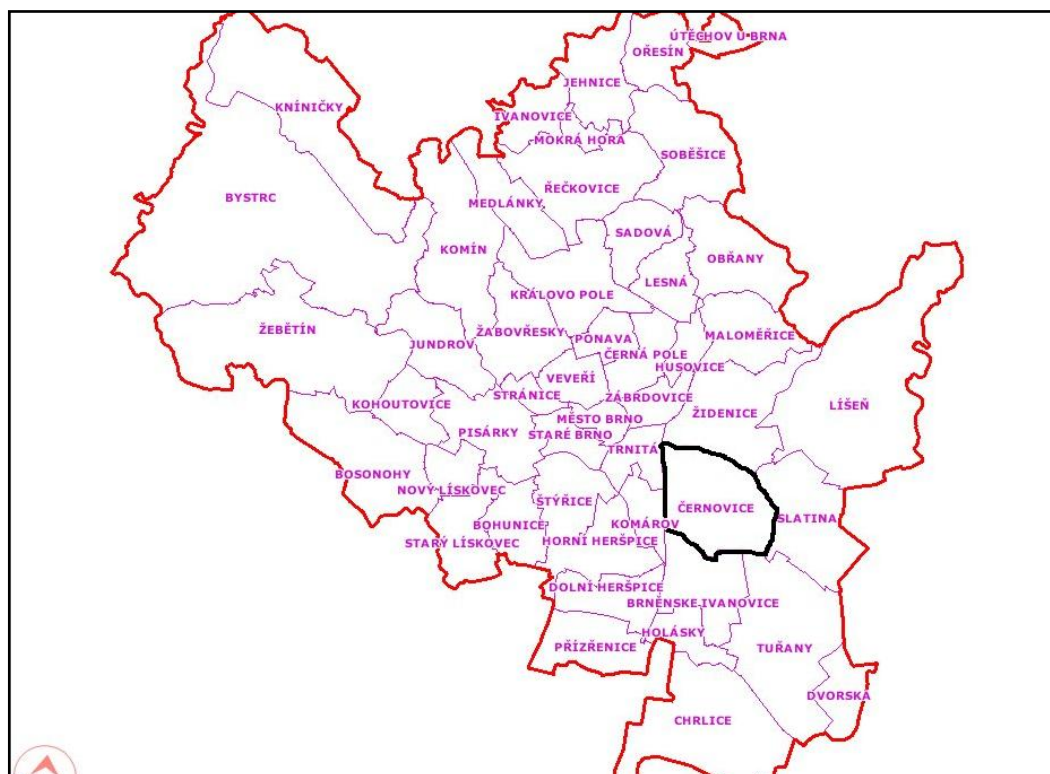 ÚTĚCHOV U BRNA
OŘEŠÍN
JEHNICE
KNÍNIČKY
IVANOVICE
MOKRÁ HORA
SOBĚŠICE
ŘEČKOVICE
BYSTRC
MEDLÁNKY
SADOVÁ
KOMÍN
OBŘANY
LESNÁ
KRÁLOVO POLE
ŽEBĚTÍN
ŽABOVŘESKY
MALOMĚŘICE
PONAVA
JUNDROV
ČERNÁ POLE
HUSOVICE
VEVEŘÍ
STRÁNICE
ZÁBRDOVICE
KOHOUTOVICE
LÍŠEŇ
ŽIDENICE
MĚSTO BRNO
PISÁRKY
STARÉ BRNO
TRNITÁ
BOSONOHY
NOVÝ LÍSKOVEC
ŠTÝŘICE
ČERNOVICE
SLATINA
BOHUNICE
KOMÁROV
STARÝ LÍSKOVEC
HORNÍ HERŠPICE
DOLNÍ HERŠPICE
BRNĚNSKE IVANOVICE
HOLÁSKY
PŘÍZŘENICE
TUŘANY
DVORSKA
CHRLICE